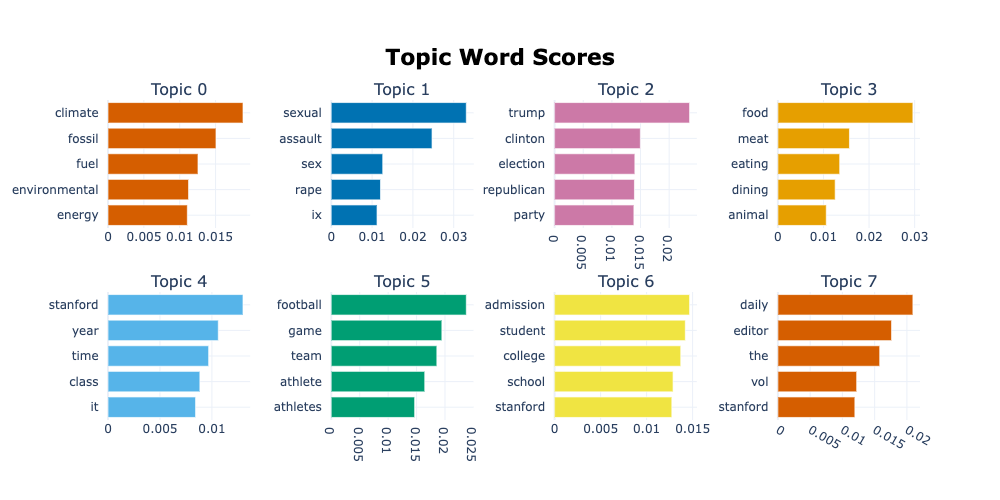 Topic Word Scores
Topic 0
climate
fossil
fuel
environmental
energy
0 0.005 0.01 0.015
Topic 1
sexual
assault
sex
rape
ix
0 0.01 0.02 0.03
Topic 2
trump
clinton
election
republican
party
0 0.005 0.01 0.015 0.02
Topic 3
food
meat
eating
dining
animal
0 0.01 0.02 0.03
Topic 4
stanford
year
time
class
it
0 0.005 0.01
Topic 5
football
game
team
athlete
athletes
0 0.005 0.01 0.015 0.02 0.025
Topic 6
admission
student
college
school
stanford
0 0.005 0.01 0.015
Topic 7
daily
editor
the
vol
stanford
0 0.005 0.01 0.015 0.02